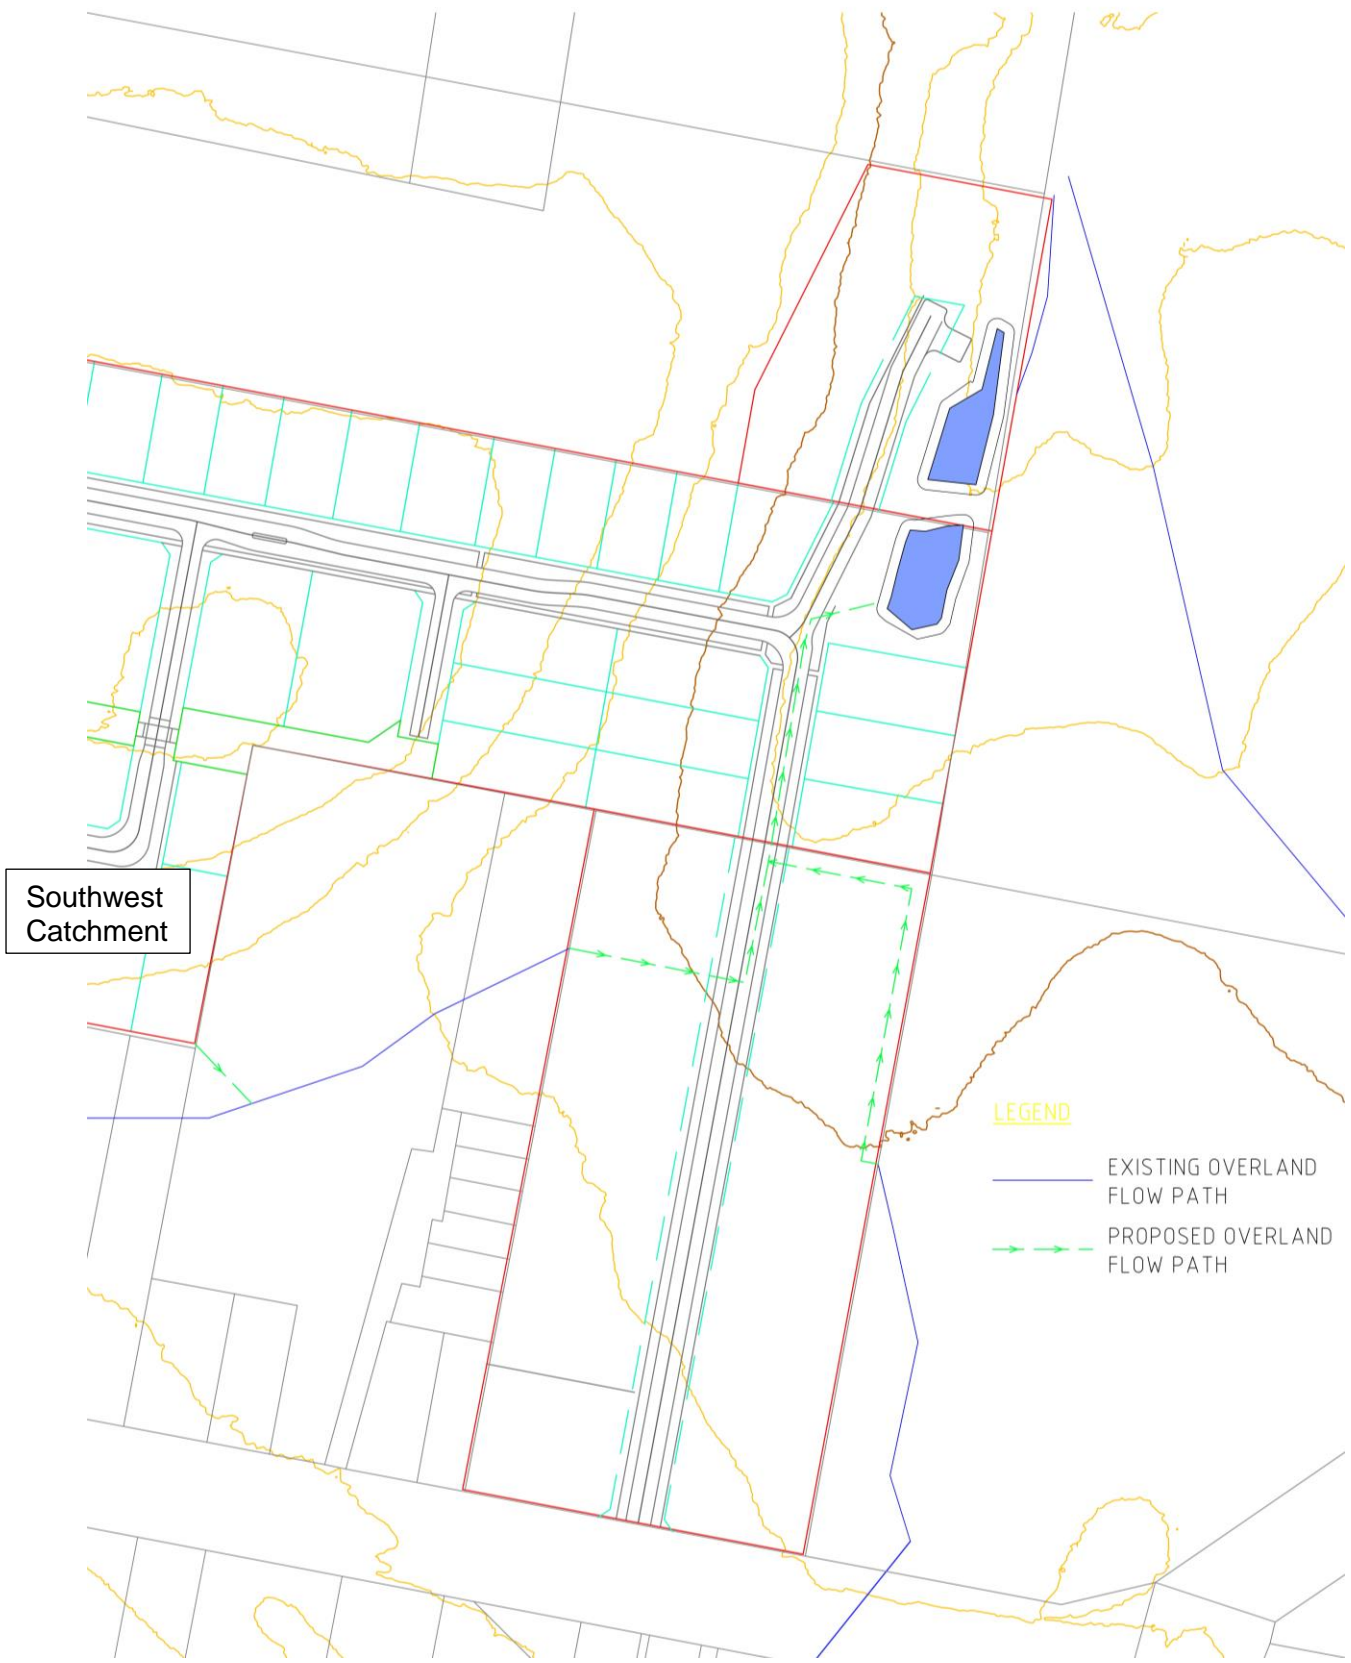 Southwest
Catchment
LEGEND
EXISTING OVERLAND
FLOW PATH
PROPOSED OVERLAND
FLOW PATH